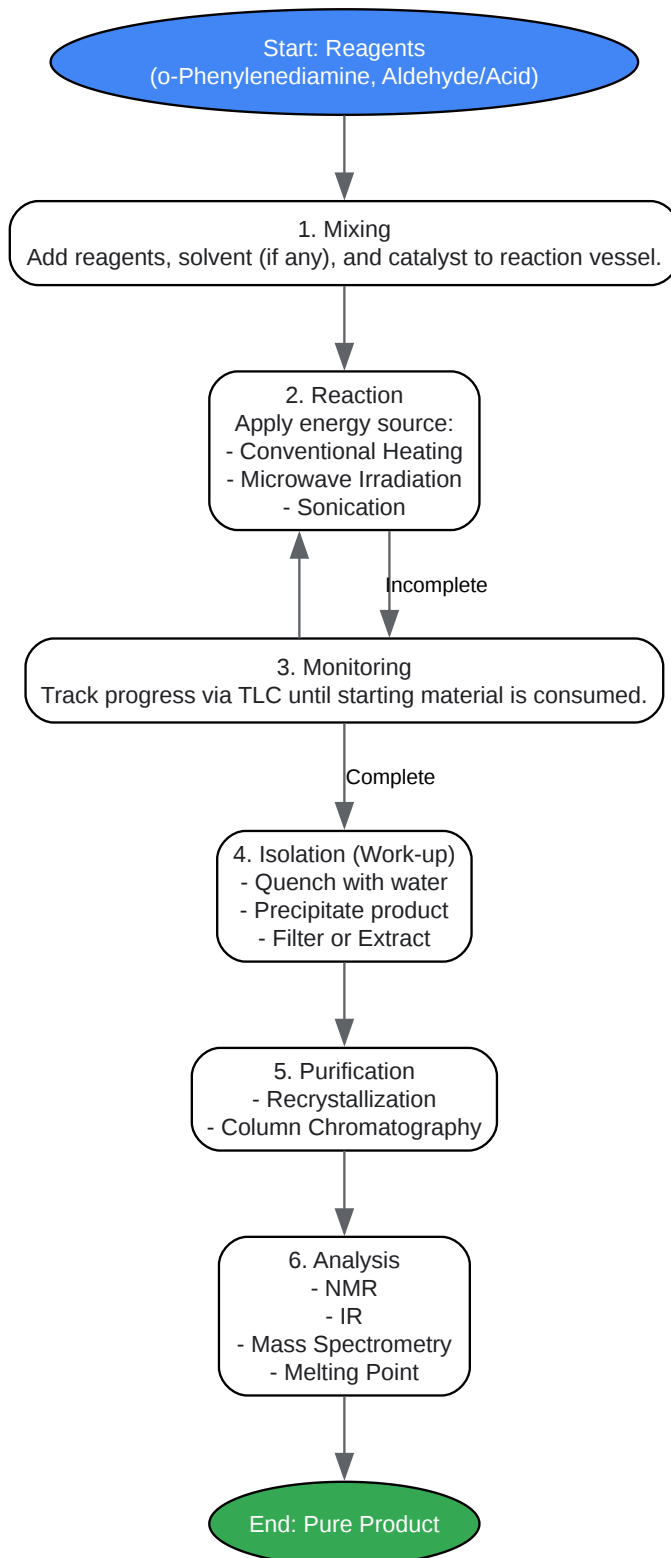 Start: Reagents
(o-Phenylenediamine, Aldehyde/Acid)
1. Mixing
Add reagents, solvent (if any), and catalyst to reaction vessel.
2. Reaction
Apply energy source:
- Conventional Heating
- Microwave Irradiation
- Sonication
Incomplete
3. Monitoring
Track progress via TLC until starting material is consumed.
Complete
4. Isolation (Work-up)
- Quench with water
- Precipitate product
- Filter or Extract
5. Purification
- Recrystallization
- Column Chromatography
6. Analysis
- NMR
- IR
- Mass Spectrometry
- Melting Point
End: Pure Product